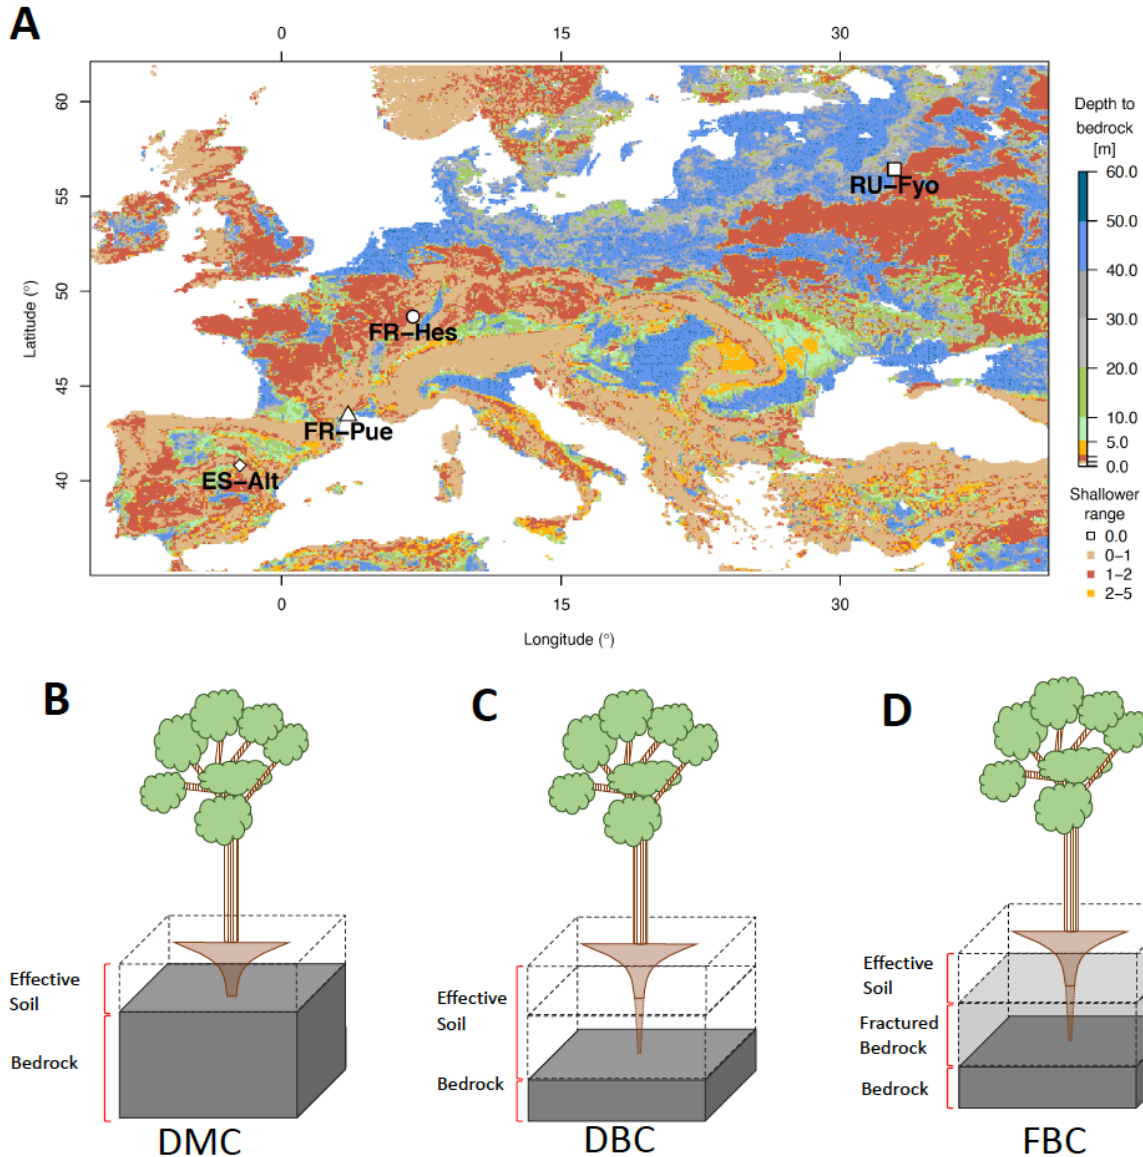 A
0 15 30
60
55
50
45
40
Latitude (°)
RU-Fyo
FR-Hes
FR-Pue
ES-Alt
0 15 30
Longitude (°)
Depth to
bedrock
[m]
60.0
50.0
40.0
30.0
20.0
10.0
5.0
0.0
Shallower
range
0.0
0-1
1-2
2-5
B
Effective
Soil
Bedrock
DMC
C
Effective
Soil
Bedrock
DBC
D
Effective
Soil
Fractured
Bedrock
Bedrock
FBC